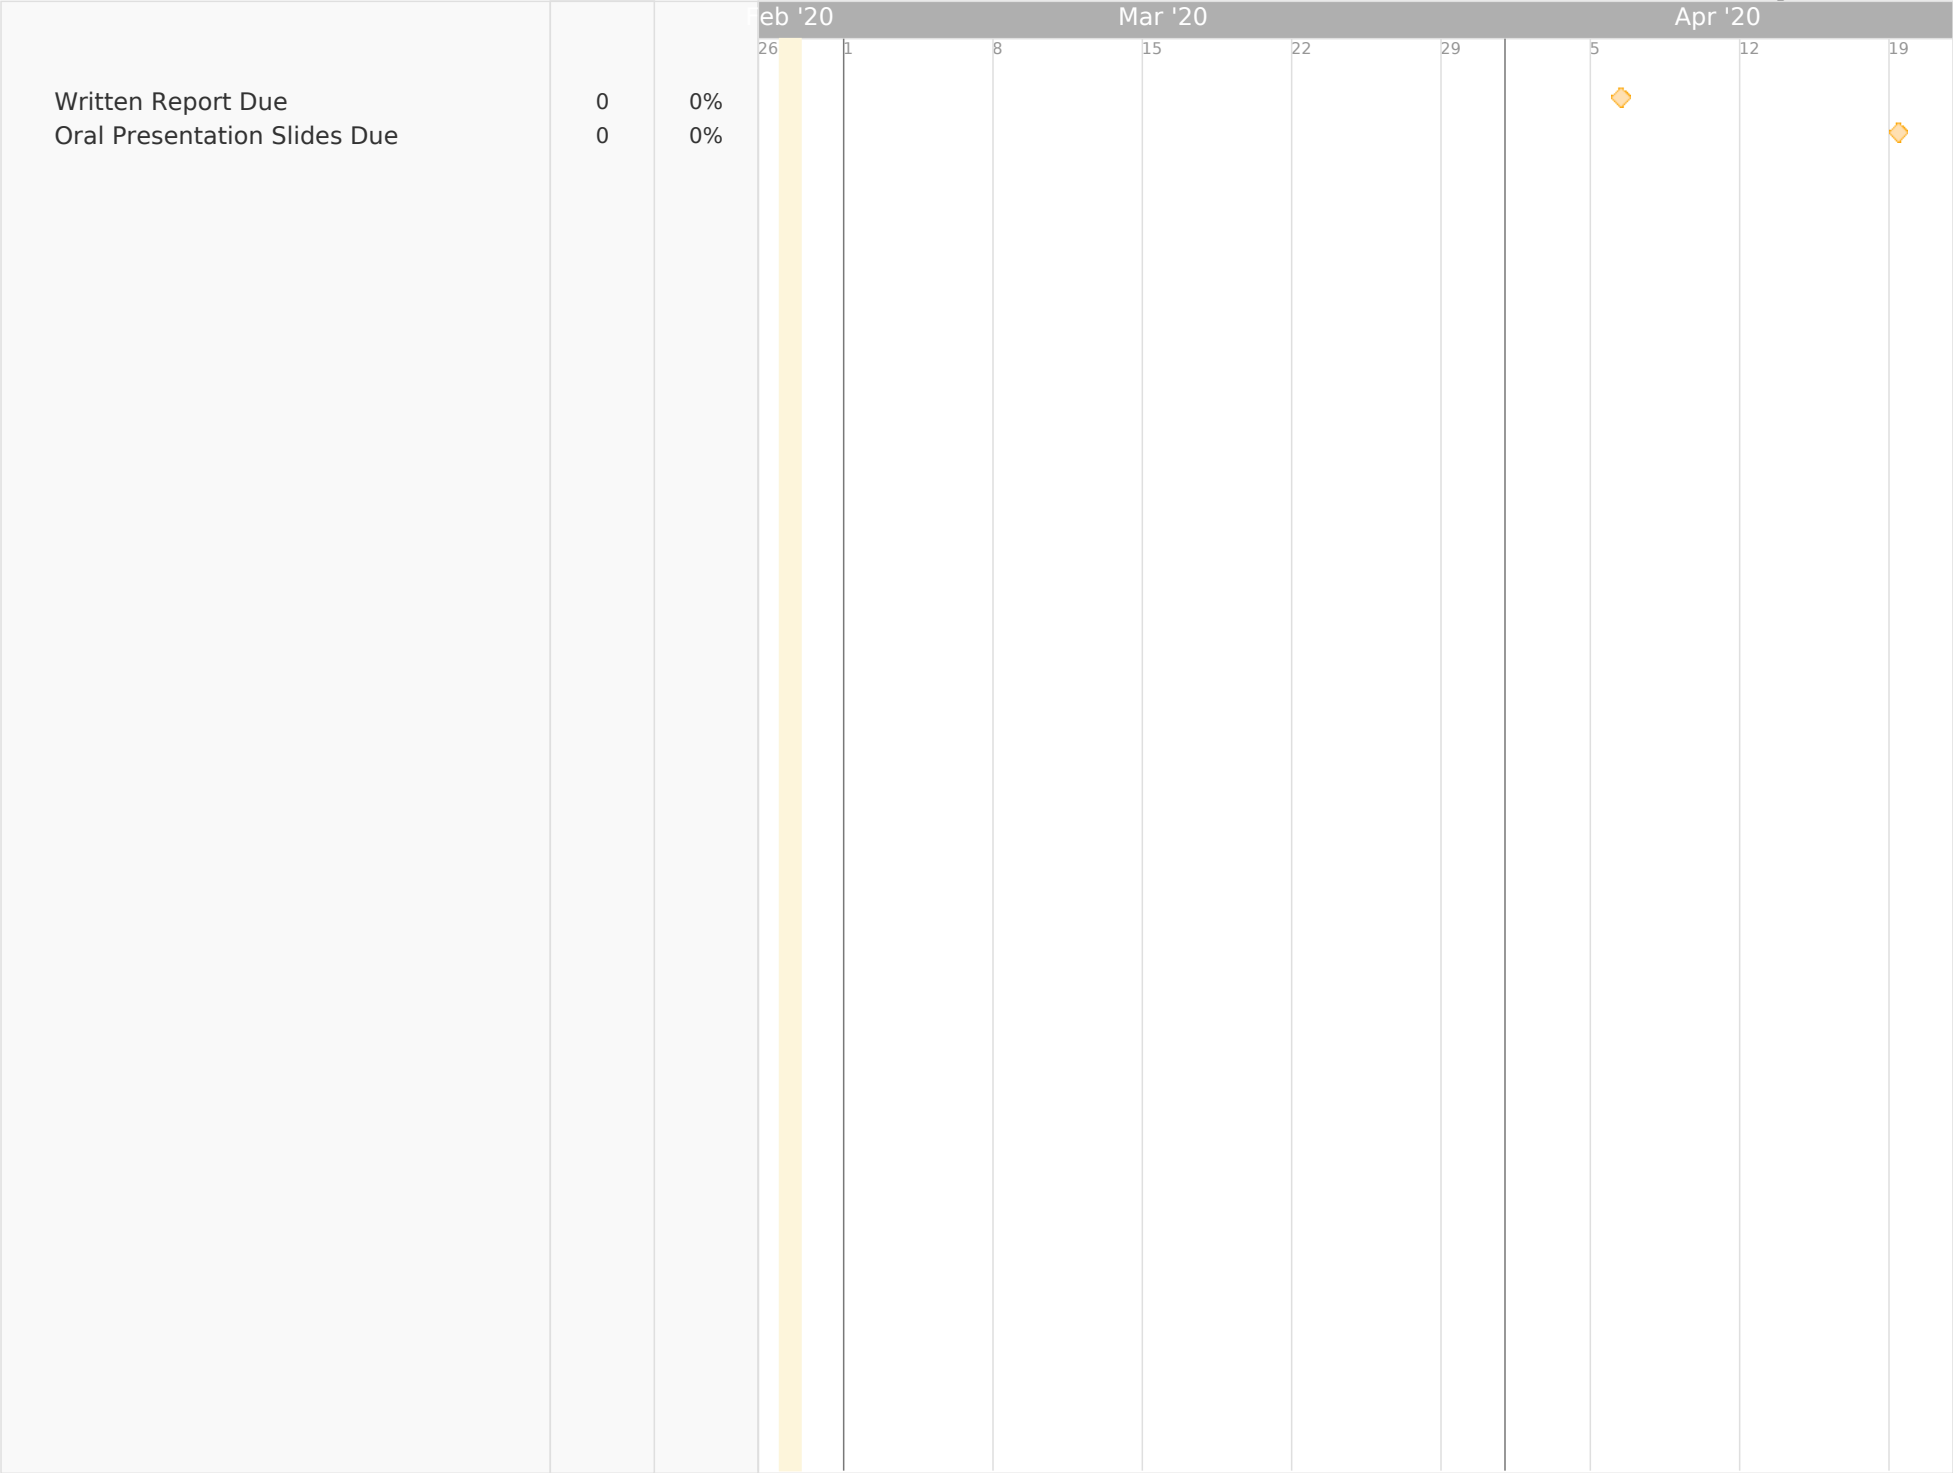 Feb '20 Mar '20 Apr '20
26 1 8 15 22 29 5 12 19
Written Report Due 0 0%
Oral Presentation Slides Due 0 0%